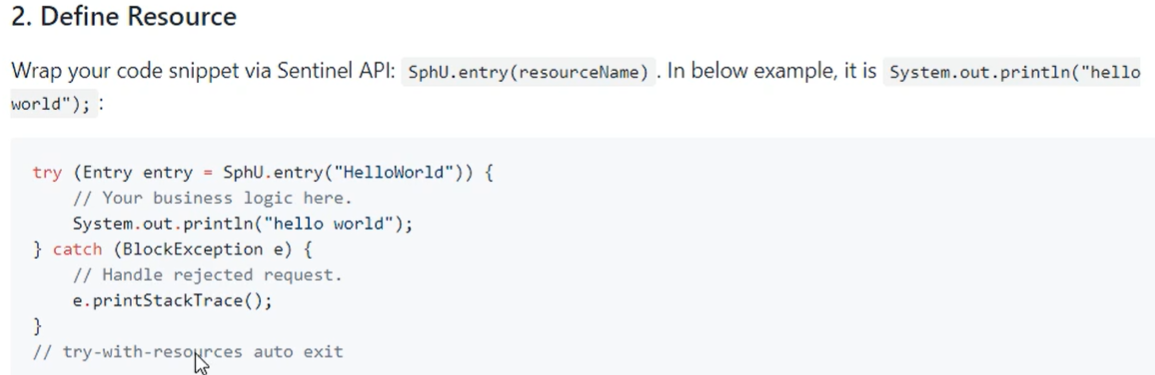 2. Define Resource
Wrap your code snippet via Sentinel API: SphU.entry(resourceName) . In below example, it is System.out.println("hello
world"); :
try (Entry entry = SphU.entry("HelloWorld")) {
    // Your business logic here.
    System.out.println("hello world");
} catch (BlockException e) {
    // Handle rejected request.
    e.printStackTrace();
}
// try-with-resources auto exit